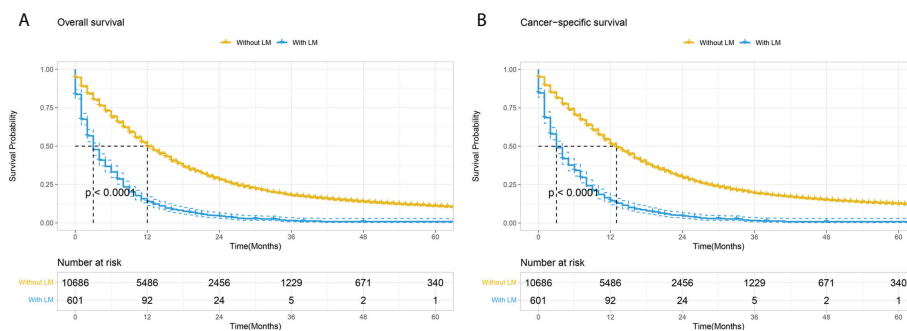 A
Overall survival
Without LM With LM
Survival Probability
1.00
0.75
0.50
0.25
0.00
p < 0.0001
0 12 24 36 48 60
Time(Months)
Number at risk
Without LM 10686 5486 2456 1229 671 340
With LM 601 92 24 5 2 1
0 12 24 36 48 60
Time(Months)
B
Cancer-specific survival
Without LM With LM
Survival Probability
1.00
0.75
0.50
0.25
0.00
p < 0.0001
0 12 24 36 48 60
Time(Months)
Number at risk
Without LM 10686 5486 2456 1229 671 340
With LM 601 92 24 5 2 1
0 12 24 36 48 60
Time(Months)